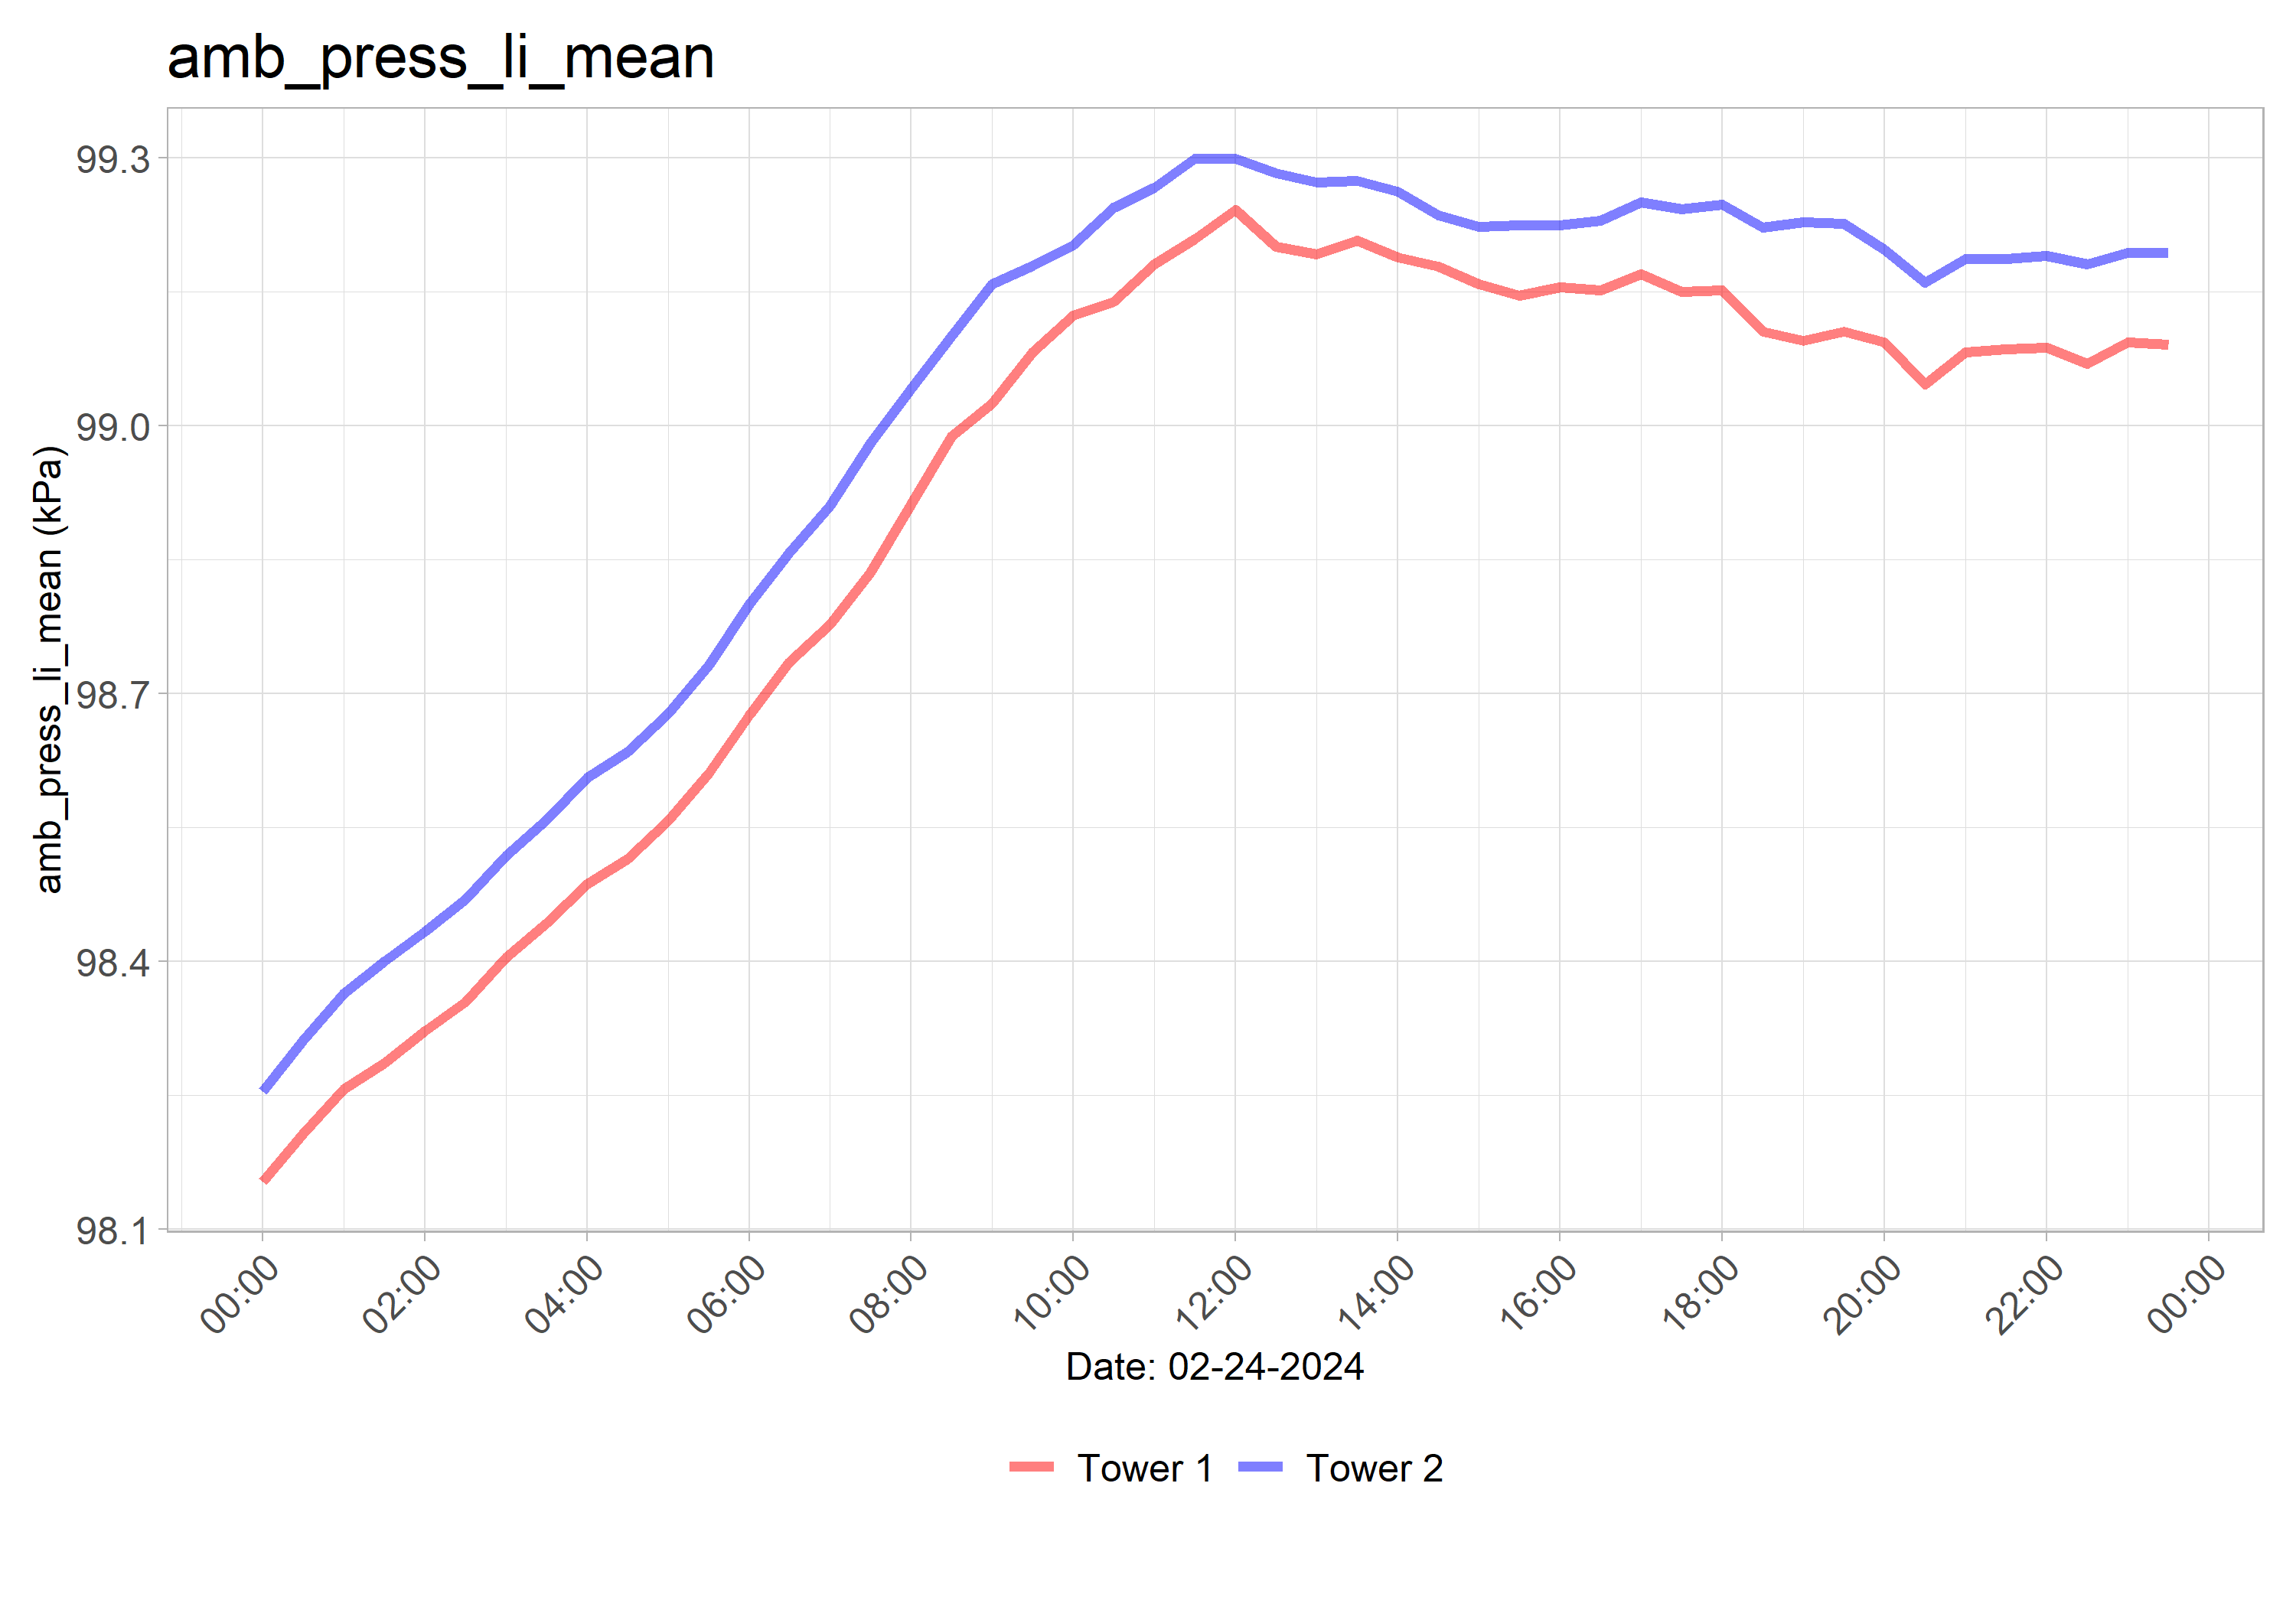 amb_press_li_mean
amb_press_li_mean (kPa)
99.3
99.0
98.7
98.4
98.1
00:00 02:00 04:00 06:00 08:00 10:00 12:00 14:00 16:00 18:00 20:00 22:00 00:00
Date: 02-24-2024
Tower 1 Tower 2